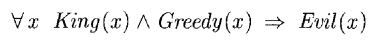 ∀ x King(x) ∧ Greedy(x) ⇒ Evil(x)